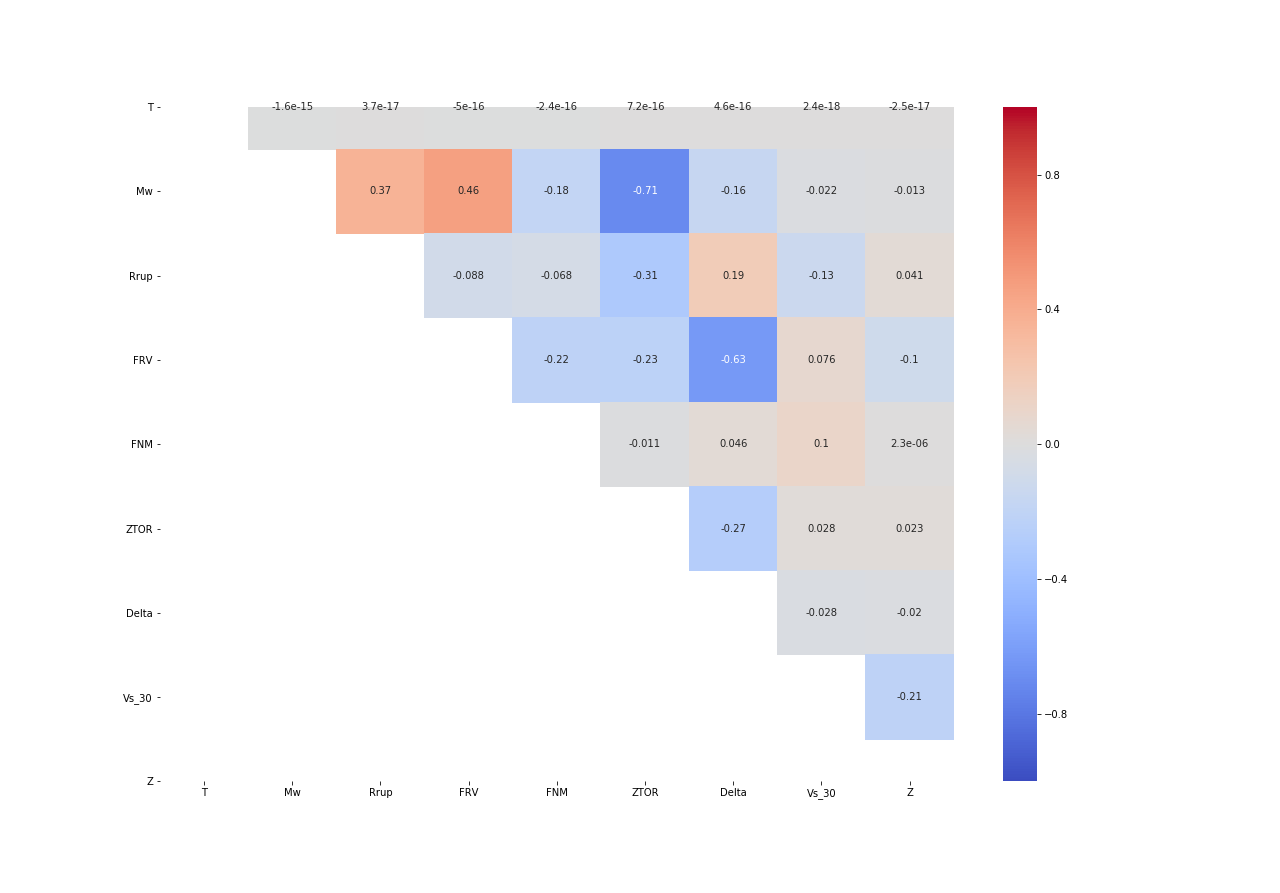 T -1.6e-15 3.7e-17 -5e-16 -2.4e-16 7.2e-16 4.6e-16 2.4e-18 -2.5e-17
0.8
Mw 0.37 0.46 -0.18 -0.71 -0.16 -0.022 -0.013
Rrup -0.088 -0.068 -0.31 0.19 -0.13 0.041
0.4
FRV -0.22 -0.23 -0.63 0.076 -0.1
FNM -0.011 0.046 0.1 2.3e-06 0.0
ZTOR -0.27 0.028 0.023
−0.4
Delta -0.028 -0.02
Vs_30 -0.21
−0.8
Z
T Mw Rrup FRV FNM ZTOR Delta Vs_30 Z